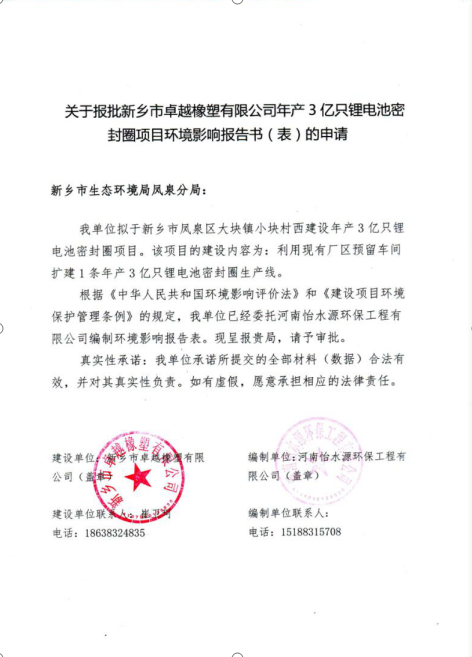 关于报批新乡市卓越橡塑有限公司年产 3 亿只锂电池密
封圈项目环境影响报告书（表）的申请
新乡市生态环境局凤泉分局：
我单位拟于新乡市凤泉区大块镇小块村西建设年产 3 亿只锂
电池密封圈项目。该项目的建设内容为：利用现有厂区预留车间
扩建 1 条年产 3 亿只锂电池密封圈生产线。
根据《中华人民共和国环境影响评价法》和《建设项目环境
保护管理条例》的规定，我单位已经委托河南怡水源环保工程有
限公司编制环境影响报告表。现呈报贵局，请予审批。
真实性承诺：我单位承诺所提交的全部材料（数据）合法有
效，并对其真实性负责。如有虚假，愿意承担相应的法律责任。
建设单位：新乡市卓越橡塑有限
公司（盖章
建设单位联系人：崔
电话：18638324835
编制单位：河南怡水源环保工程有
限公司（盖章）
编制单位联系人：
电话：15188315708
新乡市卓越橡塑有限公司